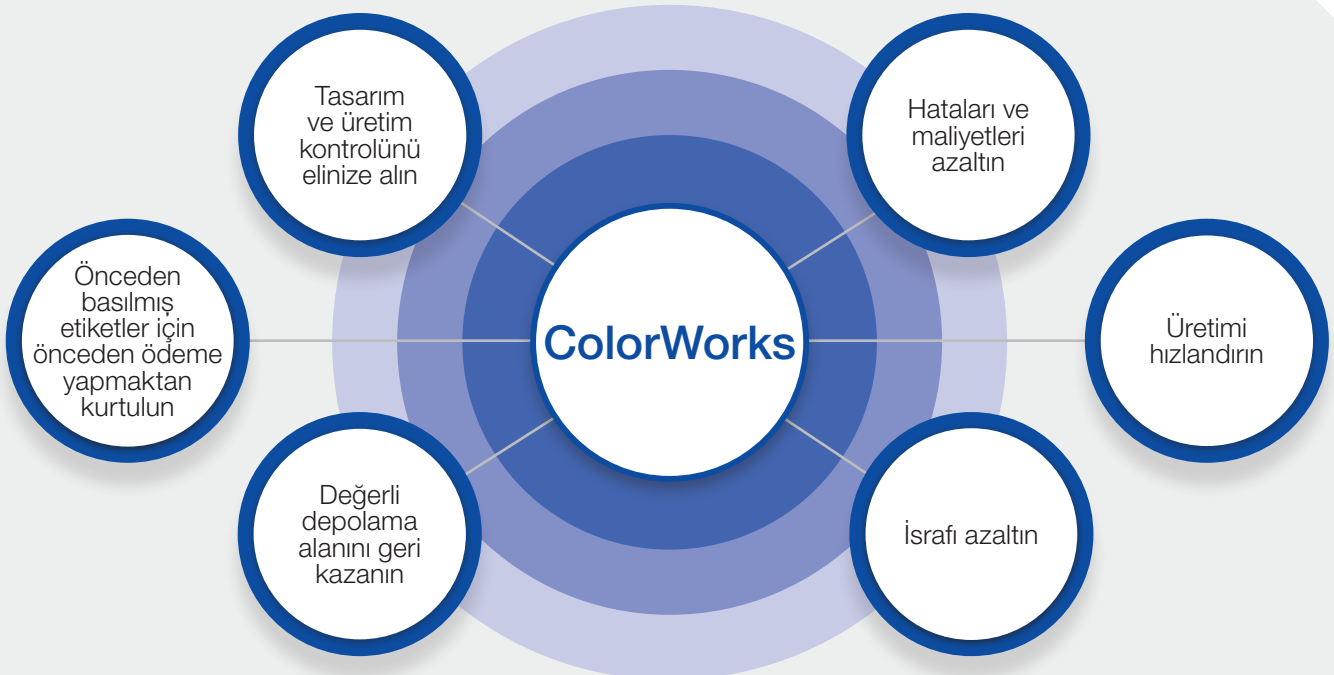 Tasarım
ve üretim
kontrolünü
elinize alın
Hataları ve
maliyetleri
azaltın
Önceden
basılmış
etiketler için
önceden ödeme
yapmaktan
kurtulun
ColorWorks
Üretimi
hızlandırın
Değerli
depolama
alanını geri
kazanın
İsrafı azaltın